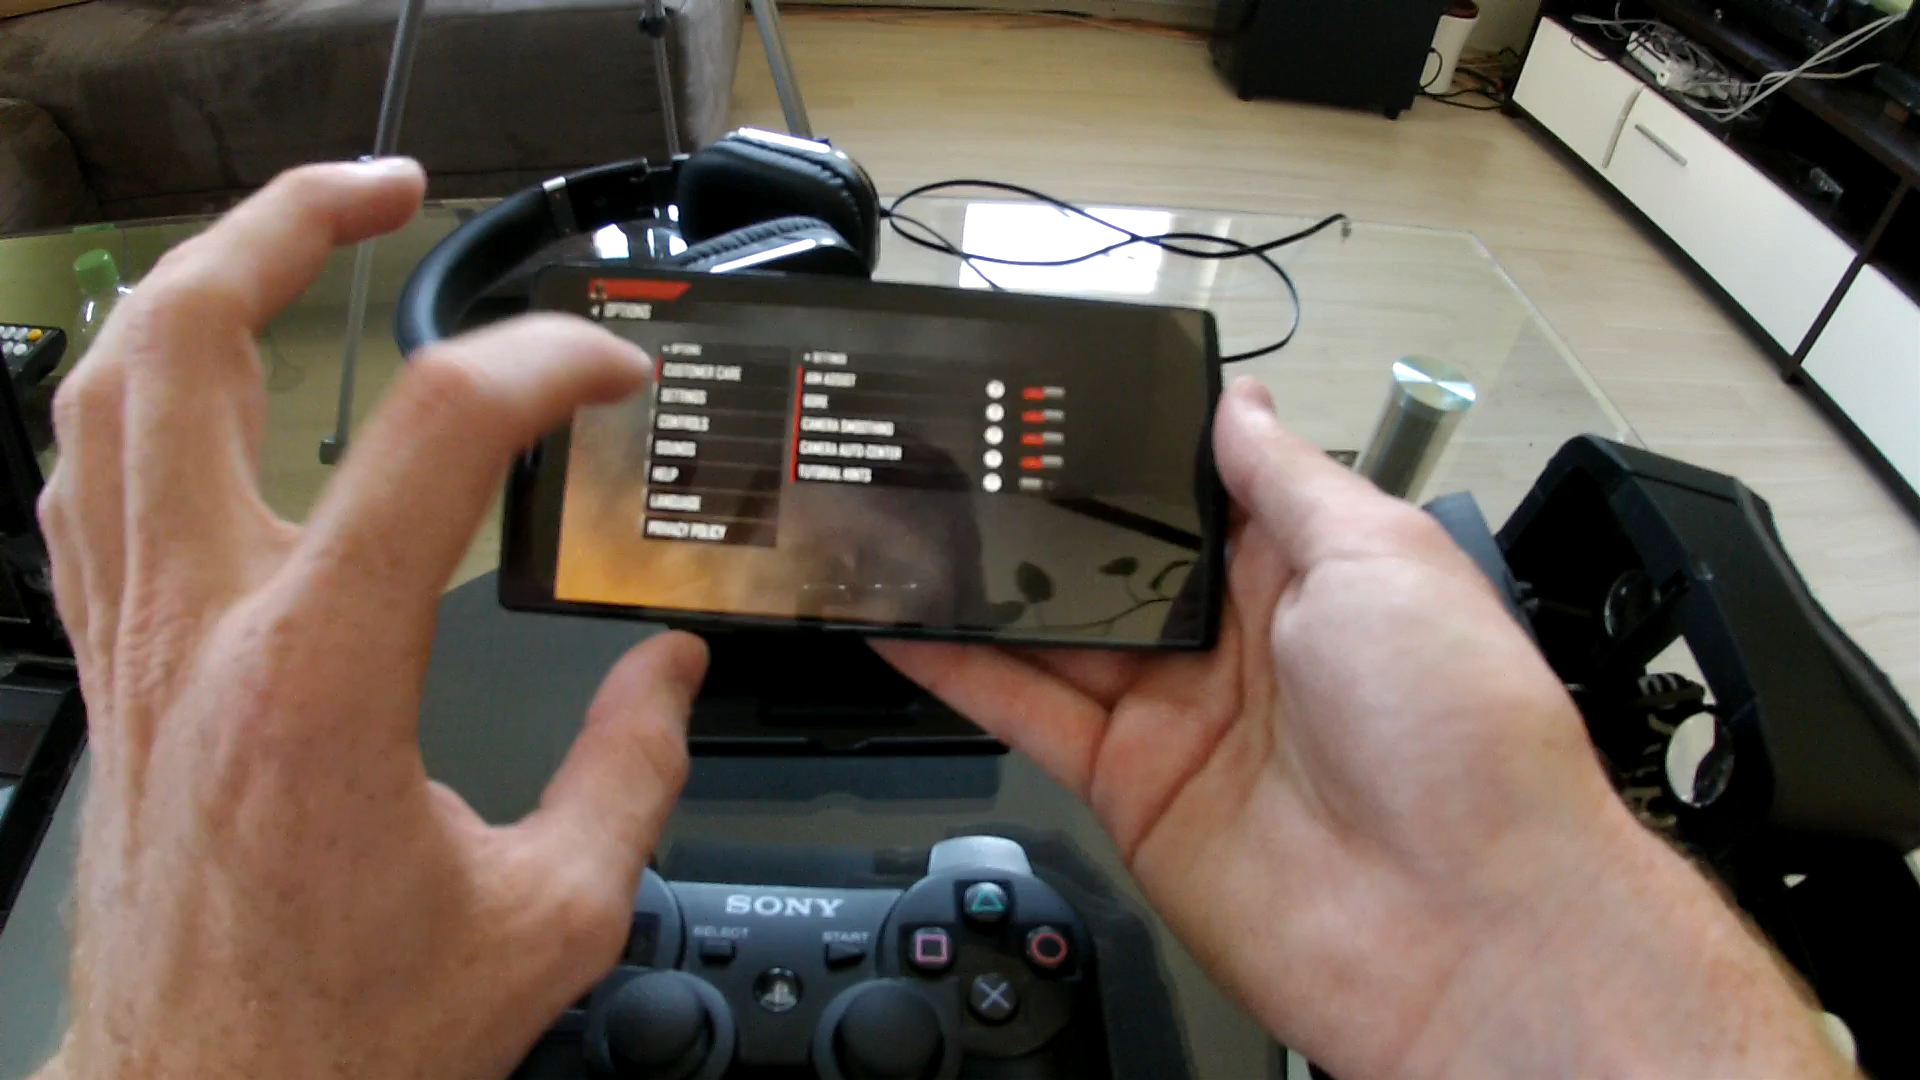 OPTIONS
OPTIONS
CUSTOMER CARE
SETTINGS
CONTROLS
SOUNDS
HELP
LANGUAGE
PRIVACY POLICY
SETTINGS
AIM ASSIST
GORE
CAMERA SMOOTHING
CAMERA AUTO CENTER
TUTORIAL HINTS
SONY
SELECT
START